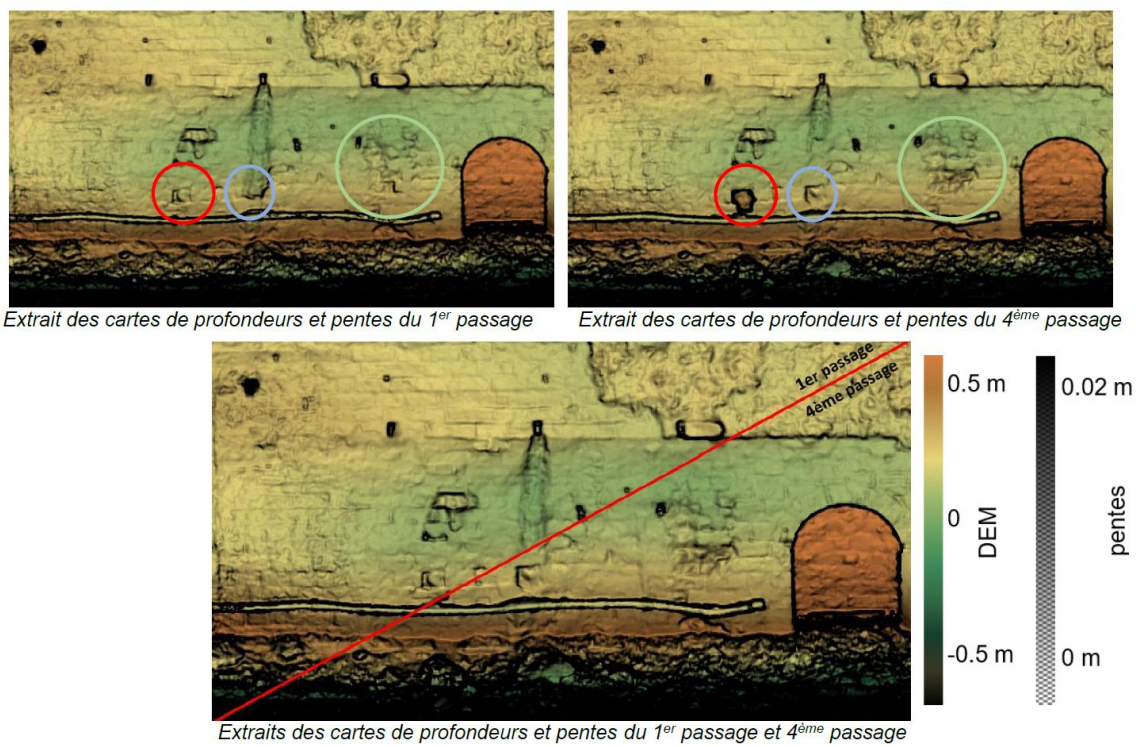 Extrait des cartes de profondeurs et pentes du 1er passage
Extrait des cartes de profondeurs et pentes du 4ème passage
1er passage
4ème passage
0.5 m
0
-0.5 m
DEM
0.02 m
0 m
pentes
Extraits des cartes de profondeurs et pentes du 1er passage et 4ème passage